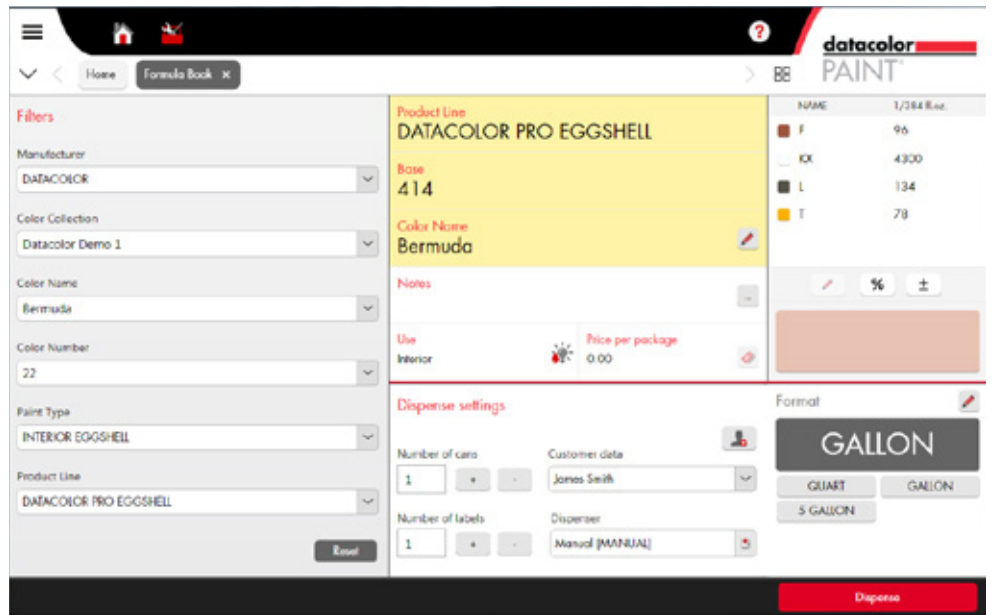 ?
datacolor
PAINT
Home
Formula Book ×
Filters
Manufacturer
DATACOLOR
Color Collection
Datacolor Demo 1
Color Name
Bermuda
Color Number
22
Paint Type
INTERIOR EGGSHELL
Product Line
DATACOLOR PRO EGGSHELL
Reset
Product Line
DATACOLOR PRO EGGSHELL
Base
414
Color Name
Bermuda
Notes
...
Use
Interior
Price per package
0.00
NAME 1/384 fl.oz.
F 96
KX 4300
L 134
T 78
% ±
Dispense settings
Number of cans
1 + -
Customer data
James Smith
Number of labels
1 + -
Dispenser
Manual [MANUAL]
Format
GALLON
QUART GALLON
5 GALLON
Dispense